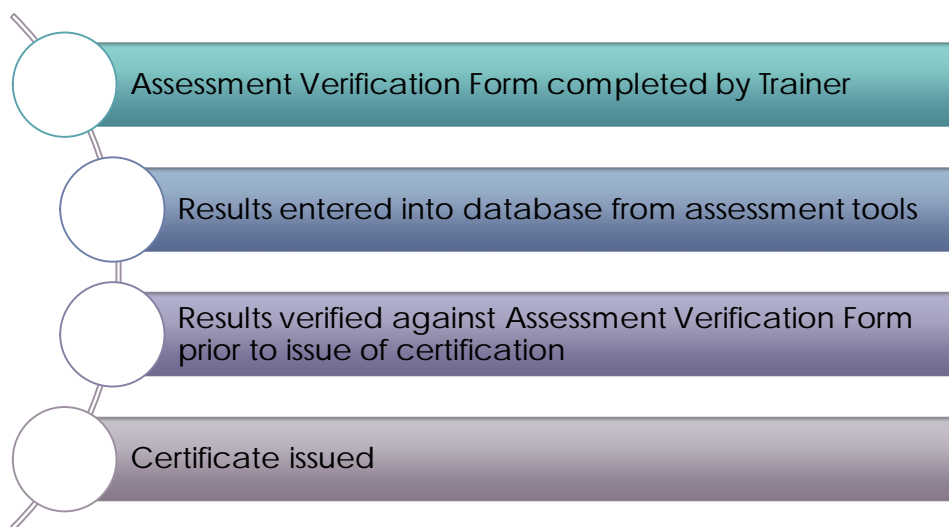 Assessment Verification Form completed by Trainer
Results entered into database from assessment tools
Results verified against Assessment Verification Form
prior to issue of certification
Certificate issued